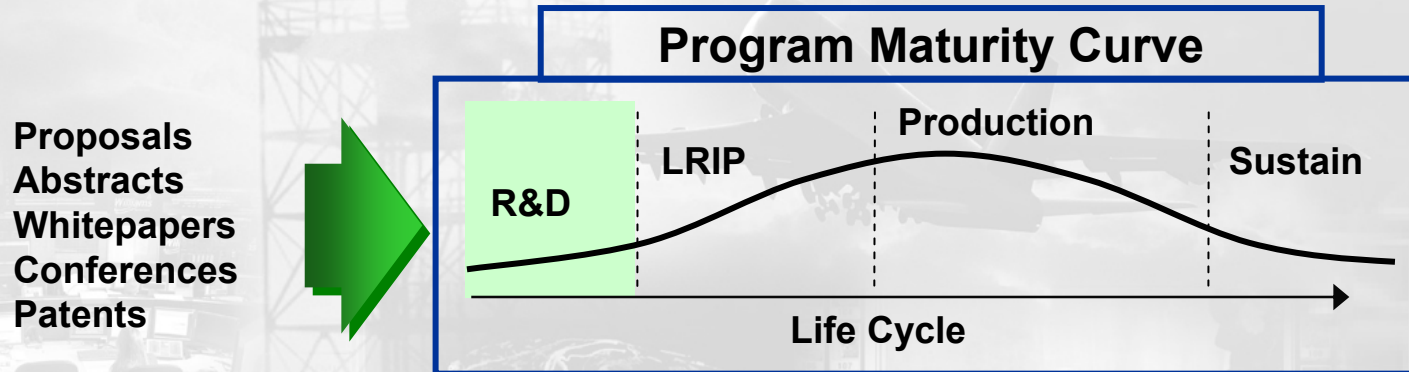 Program Maturity Curve
Proposals
Abstracts
Whitepapers
Conferences
Patents
R&D
LRIP
Production
Sustain
Life Cycle